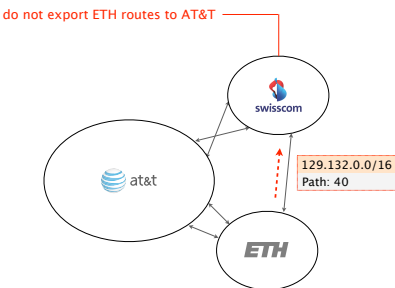 do not export ETH routes to AT&T
swisscom
129.132.0.0/16
Path: 40
at&t
ETH